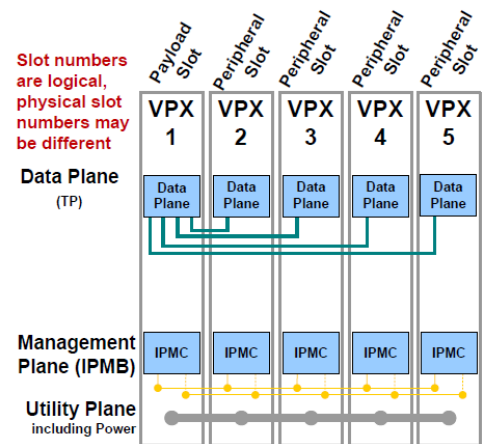 Slot numbers
are logical,
physical slot
numbers may
be different
Payload
Slot
Peripheral
Slot
Peripheral
Slot
Peripheral
Slot
Peripheral
Slot
VPX
1
VPX
2
VPX
3
VPX
4
VPX
5
Data Plane
(TP)
Data
Plane
Data
Plane
Data
Plane
Data
Plane
Data
Plane
Management
Plane (IPMB)
IPMC
IPMC
IPMC
IPMC
IPMC
Utility Plane
including Power